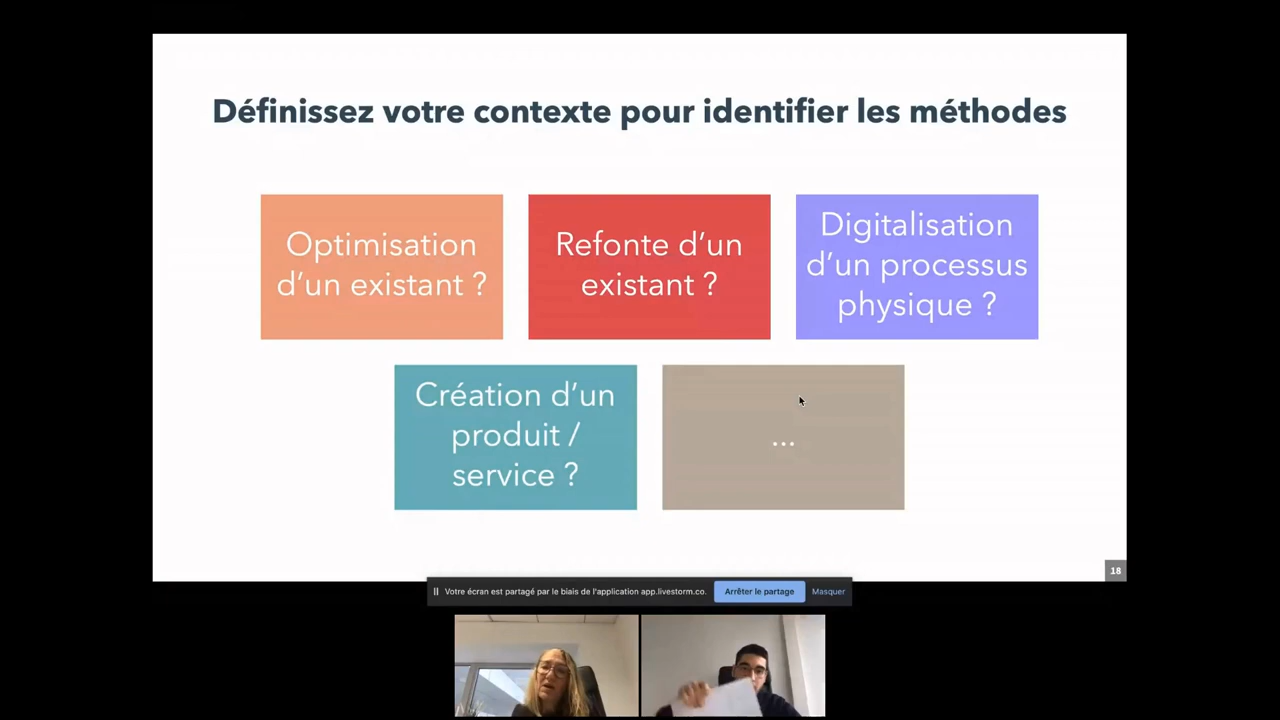 Définissez votre contexte pour identifier les méthodes
Optimisation
d’un existant ?
Refonte d’un
existant ?
Digitalisation
d’un processus
physique ?
Création d’un
produit /
service ?
...
18
Votre écran est partagé par le biais de l'application app.livestorm.co.
Arrêter le partage
Masquer